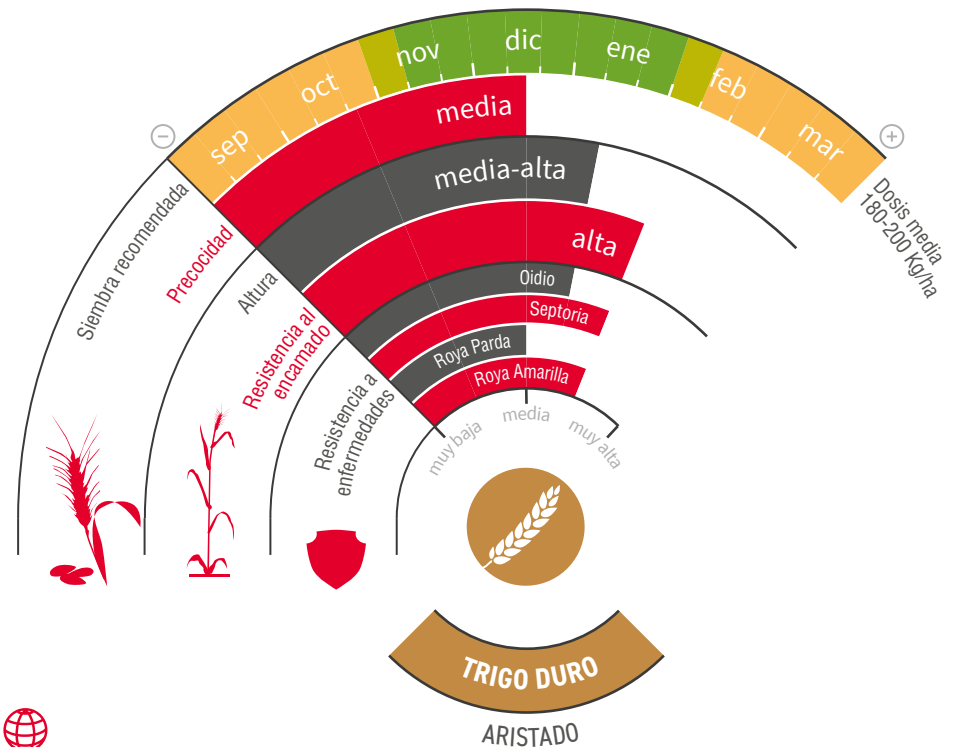 sep
oct
nov
dic
ene
feb
mar
−
+
Siembra recomendada
Dosis media
180-200 Kg/ha
Precocidad
media
Altura
media-alta
Resistencia al
encamado
alta
Resistencia a
enfermedades
Oidio
Septoria
Roya Parda
Roya Amarilla
muy baja
media
muy alta
TRIGO DURO
ARISTADO